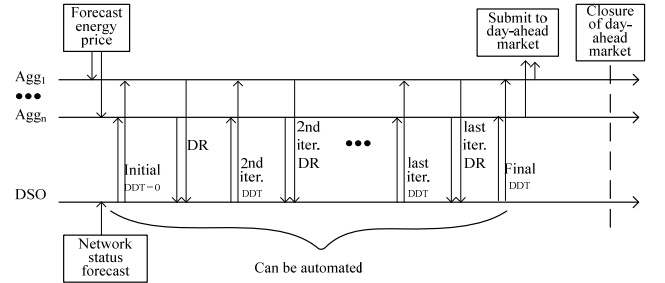 Forecast
energy
price
Submit to
day-ahead
market
Closure
of day-
ahead
market
Agg1
•••
Aggn
DSO
Initial
DDT=0
DR
2nd
iter.
DDT
2nd
iter.
DR
•••
last
iter.
DDT
last
iter.
DR
Final
DDT
Network
status
forecast
Can be automated